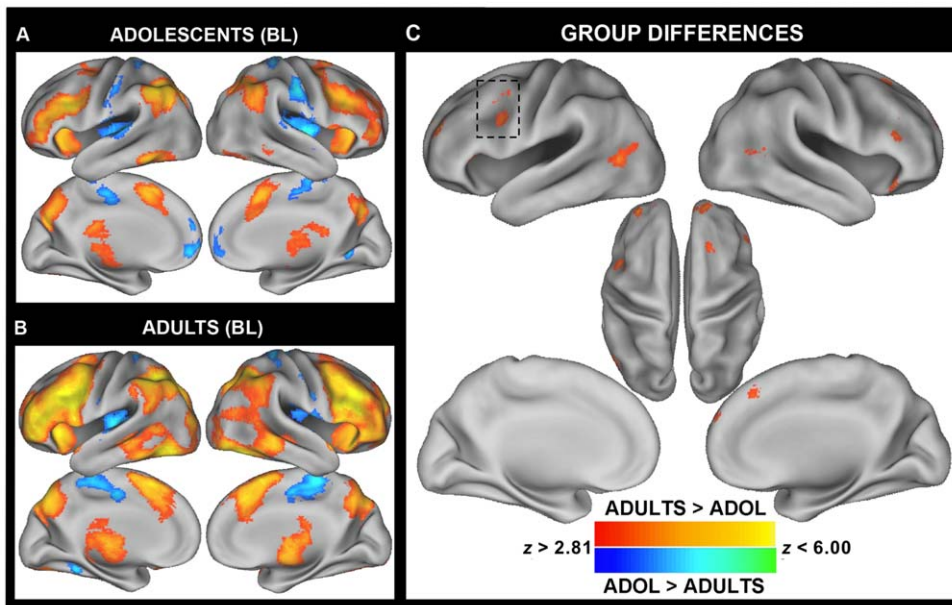 A ADOLESCENTS (BL)
B ADULTS (BL)
C GROUP DIFFERENCES
ADULTS > ADOL
z > 2.81 z < 6.00
ADOL > ADULTS